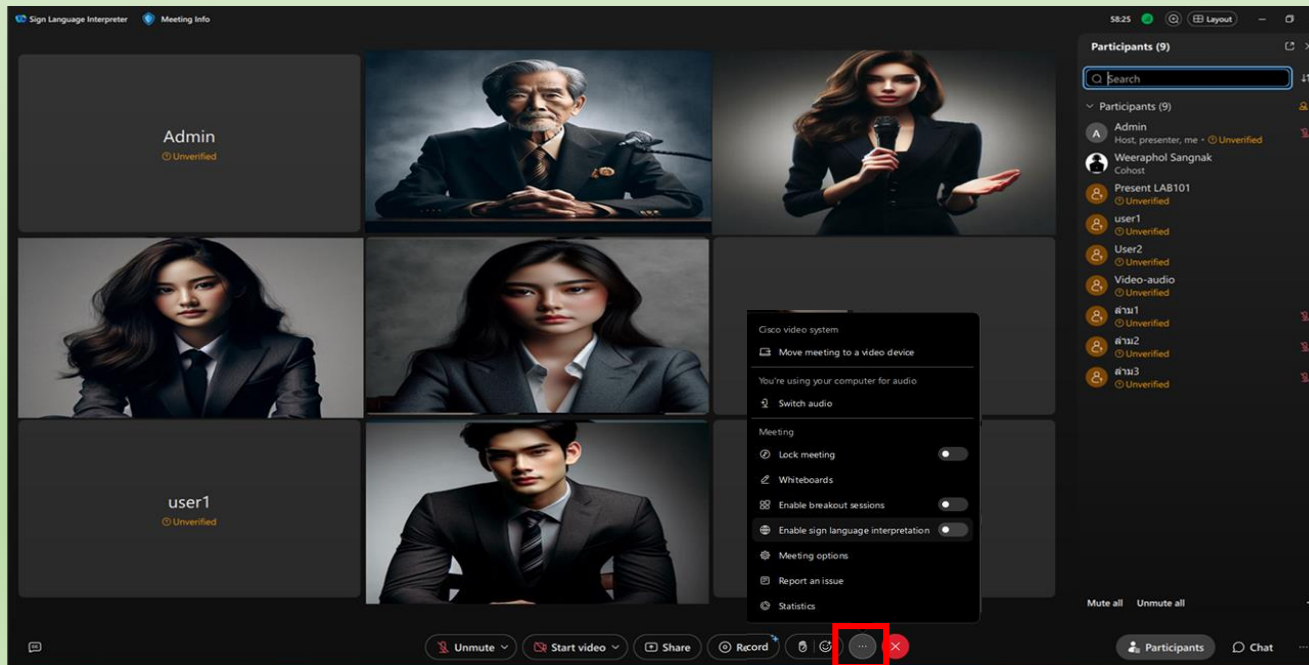 Sign Language Interpreter Meeting Info
58:25 Layout
Admin
Unverified
user1
Unverified
Cisco video system
Move meeting to a video device
You're using your computer for audio
Switch audio
Meeting
Lock meeting
Whiteboards
Enable breakout sessions
Enable sign language interpretation
Meeting options
Report an issue
Statistics
Participants (9)
Search
Participants (9)
A Admin
Host, presenter, me • Unverified
Weeraphol Sangnak
Cohost
Present LAB101
Unverified
user1
Unverified
User2
Unverified
Video-audio
Unverified
ล่าม1
Unverified
ล่าม2
Unverified
ล่าม3
Unverified
Mute all Unmute all
Unmute Start video Share Record
Participants Chat